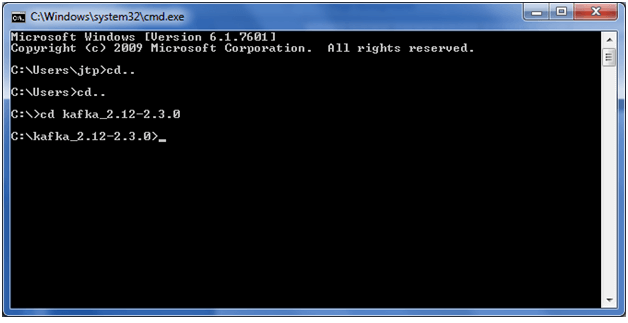 C:\Windows\system32\cmd.exe
Microsoft Windows [Version 6.1.7601]
Copyright (c) 2009 Microsoft Corporation.  All rights reserved.
C:\Users\jtp>cd..
C:\Users>cd..
C:\>cd kafka_2.12-2.3.0
C:\kafka_2.12-2.3.0>_